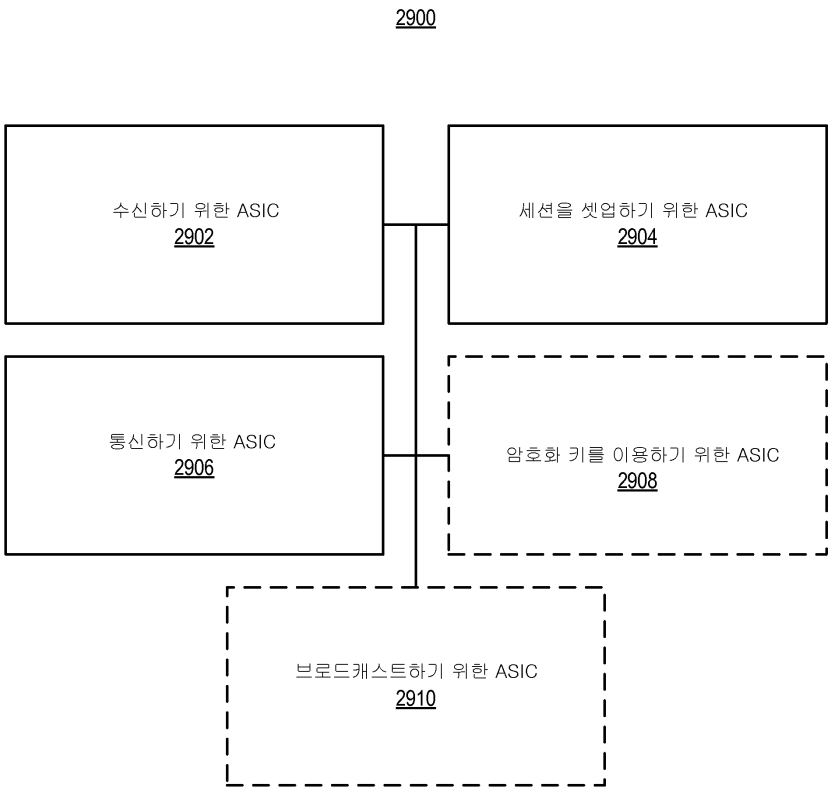 2900
수신하기 위한 ASIC
2902
세션을 셋업하기 위한 ASIC
2904
통신하기 위한 ASIC
2906
암호화 키를 이용하기 위한 ASIC
2908
브로드캐스트하기 위한 ASIC
2910